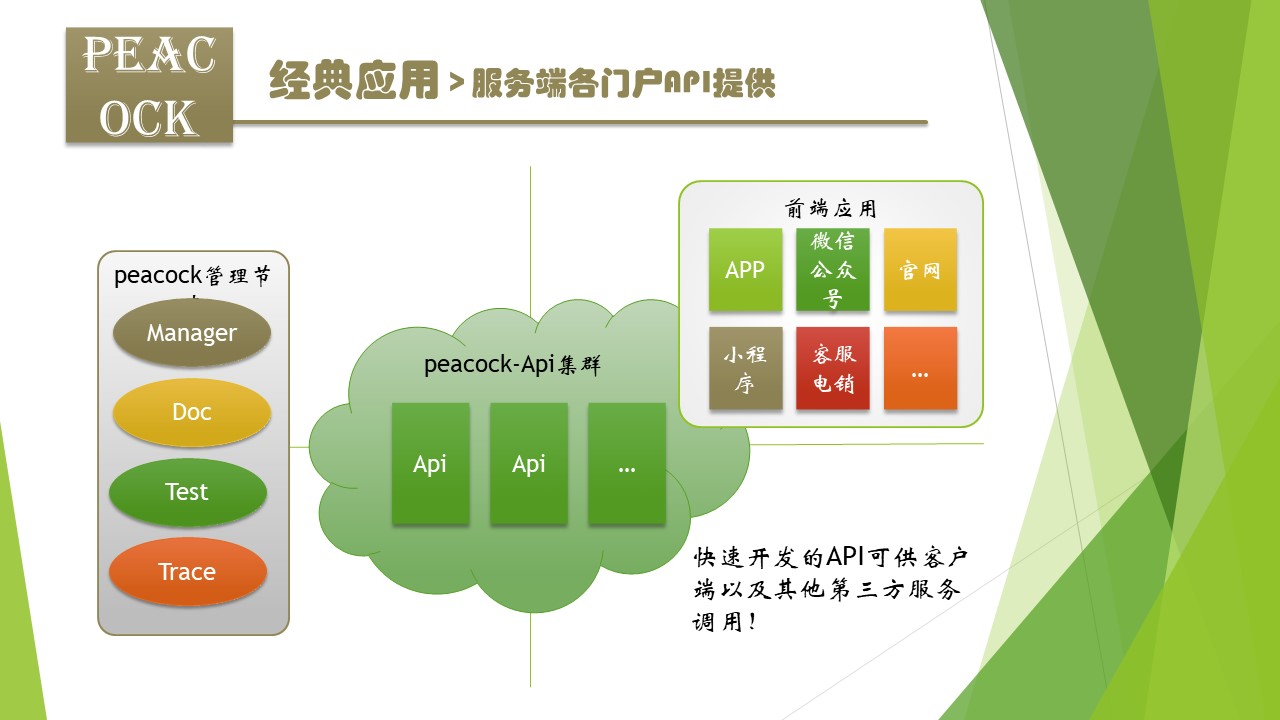 PEAC
OCK
经典应用 > 服务端各门户API提供
peacock管理节
Manager
Doc
Test
Trace
peacock-Api集群
Api
Api
...
前端应用
APP
微信
公众
号
官网
小程
序
客服
电销
...
快速开发的API可供客户
端以及其他第三方服务
调用！